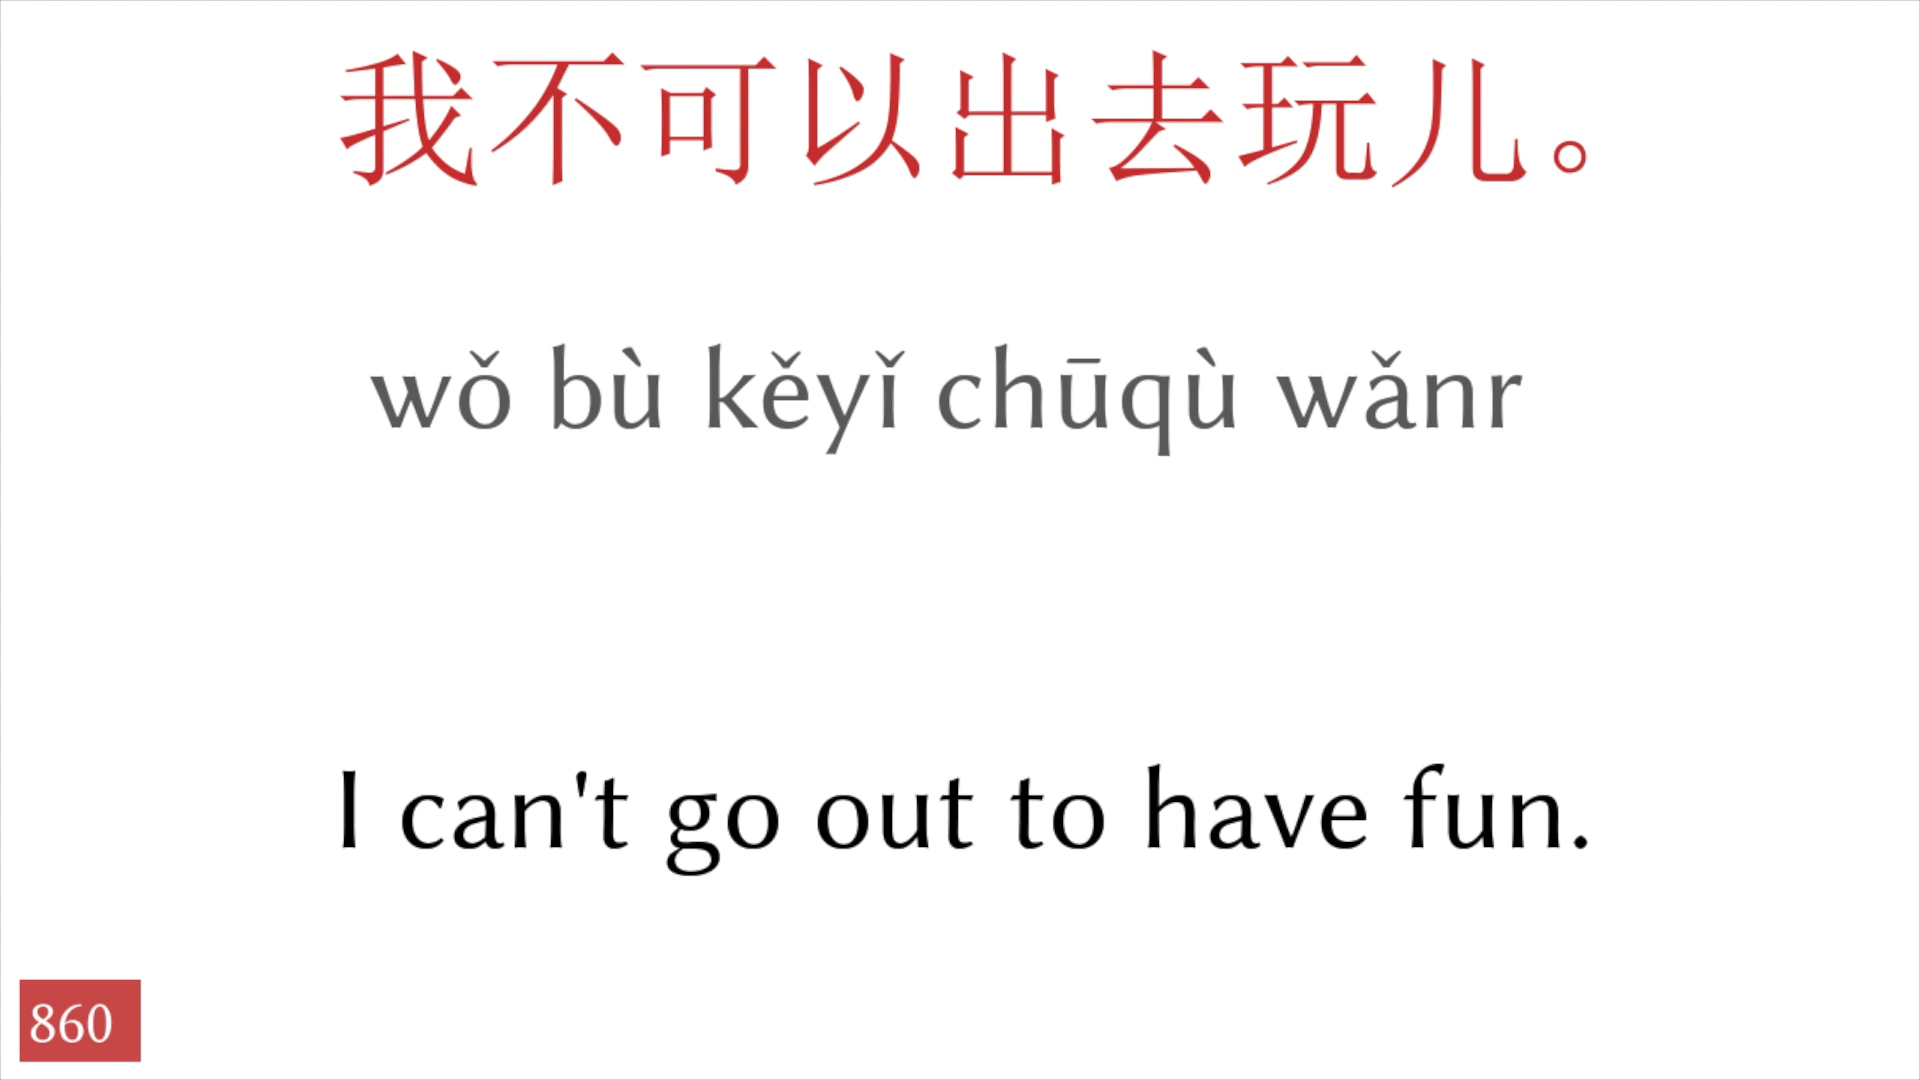 我不可以出去玩儿。
wǒ bù kěyǐ chūqù wǎnr
I can't go out to have fun.
860